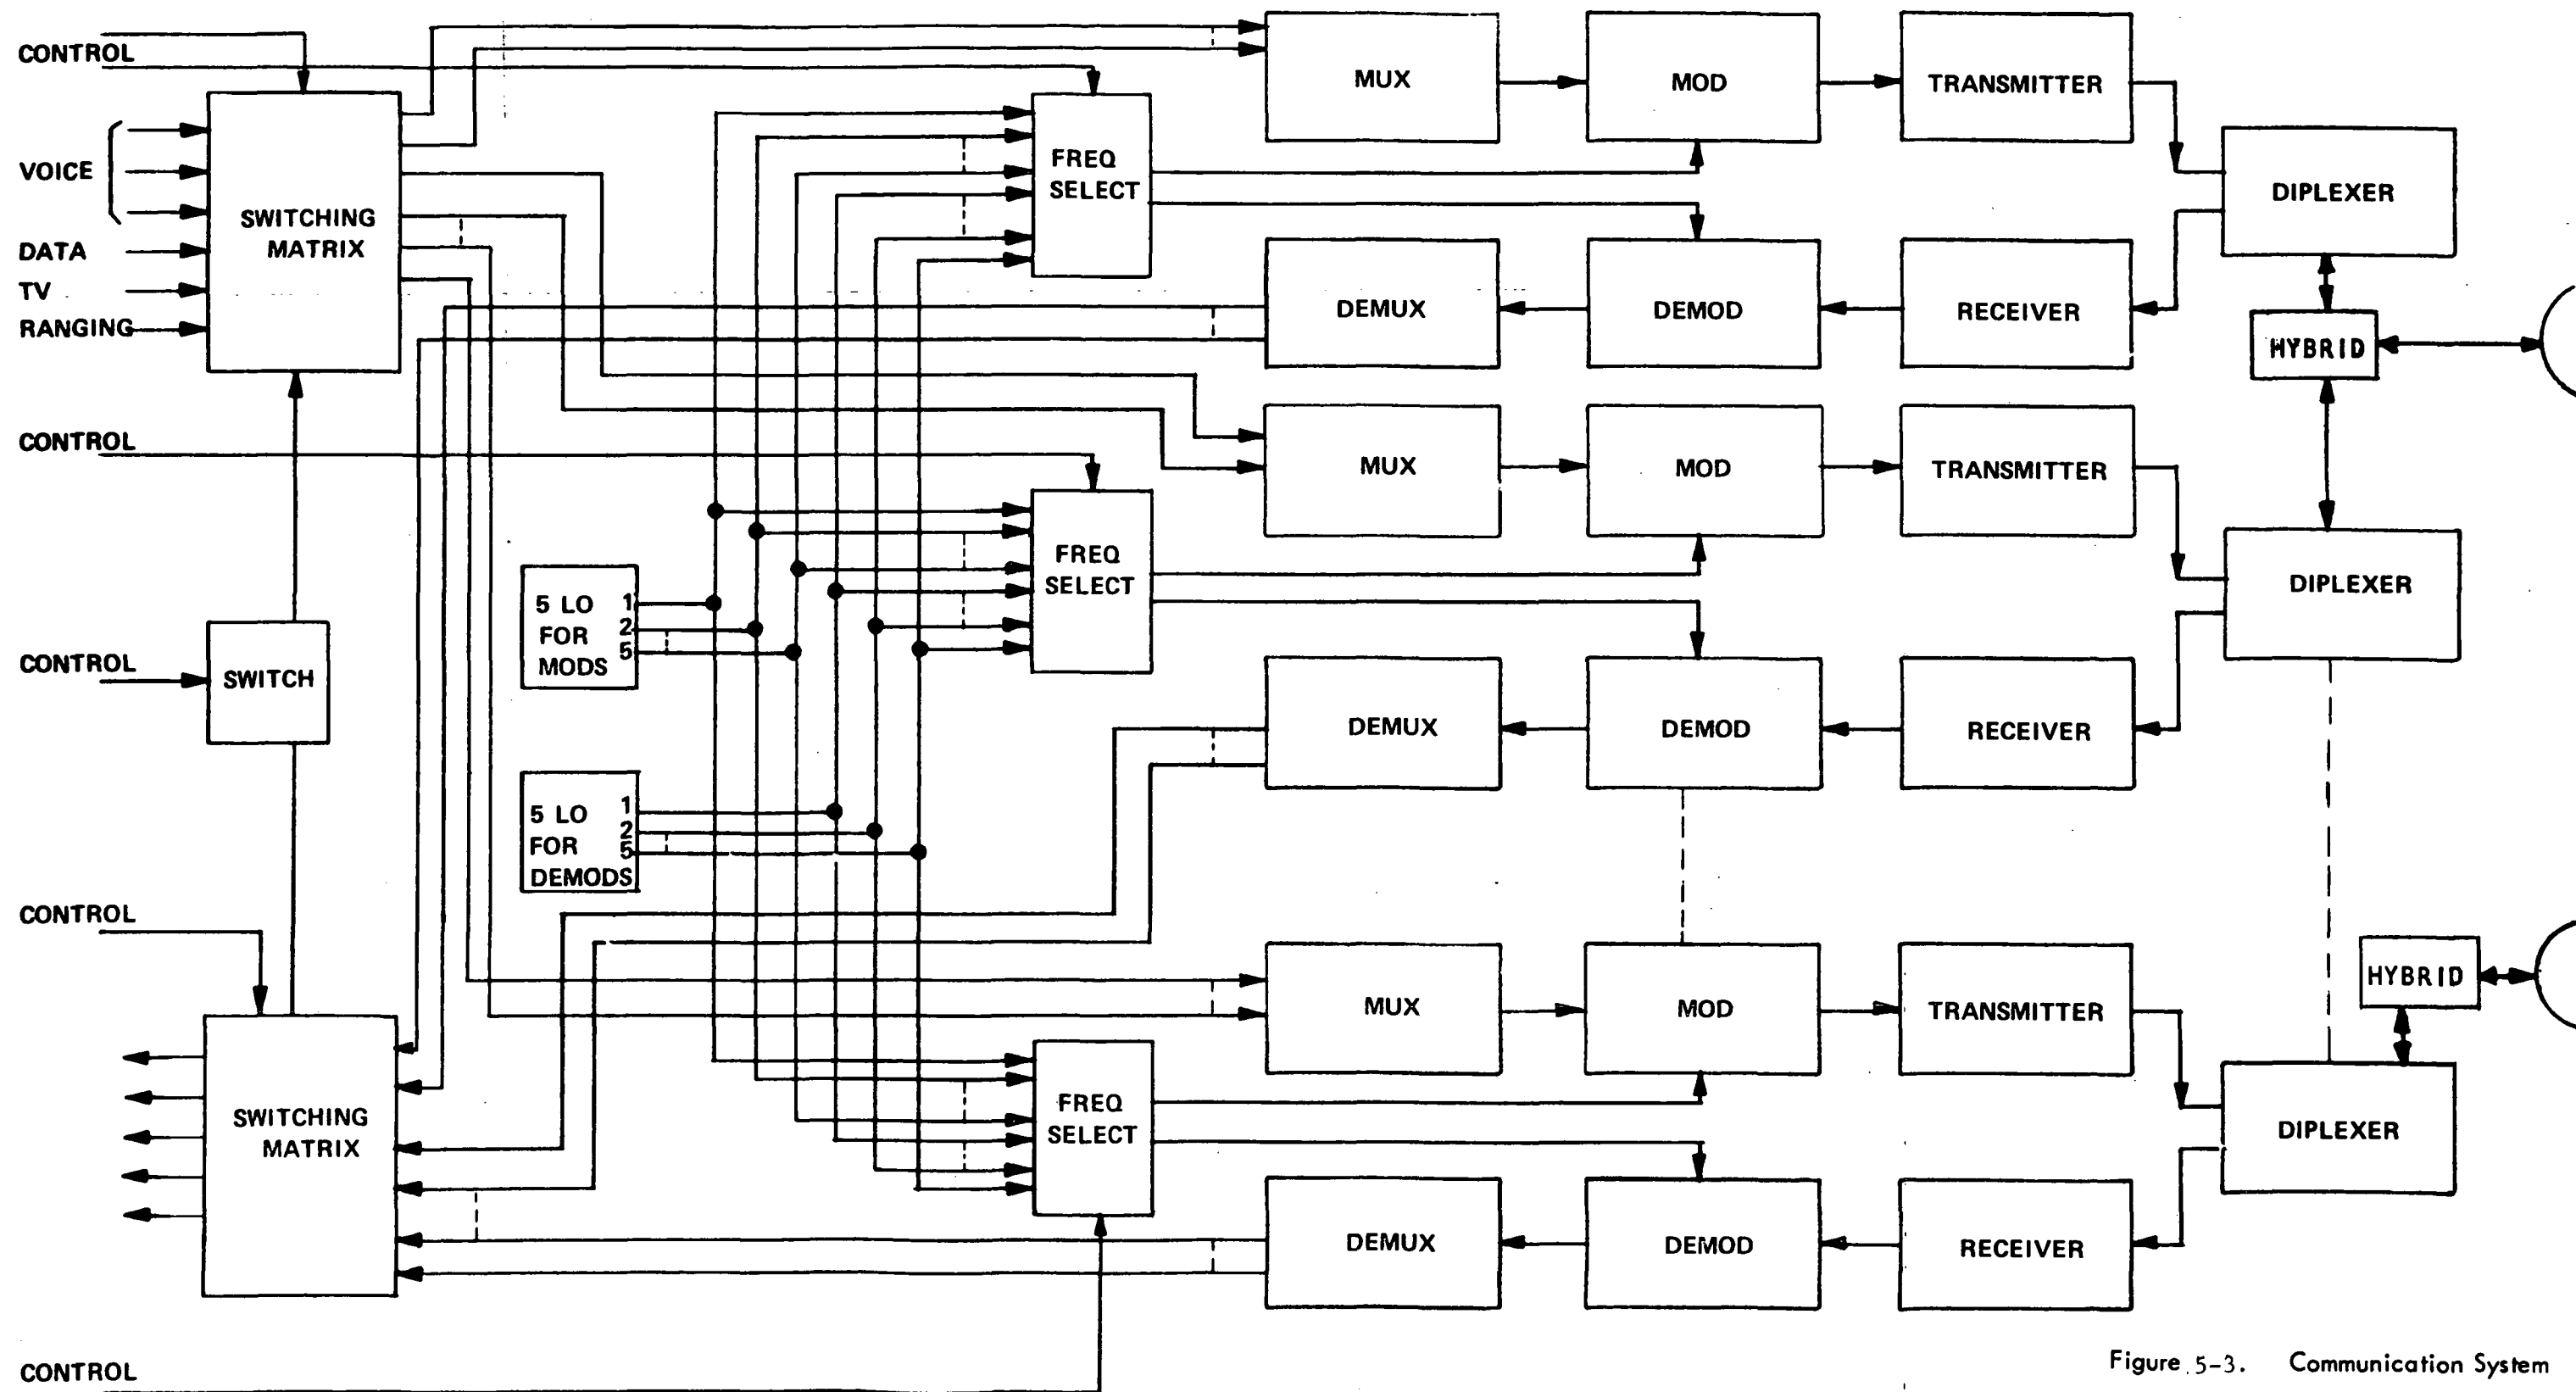 CONTROL
MUX
MOD
TRANSMITTER
VOICE
FREQ
SELECT
DIPLEXER
SWITCHING
MATRIX
DATA
TV
RANGING
DEMUX
DEMOD
RECEIVER
HYBRID
CONTROL
MUX
MOD
TRANSMITTER
FREQ
SELECT
DIPLEXER
5 LO
FOR
MODS
1
2
5
CONTROL
SWITCH
DEMUX
DEMOD
RECEIVER
5 LO
FOR
DEMODS
1
2
5
CONTROL
HYBRID
MUX
MOD
TRANSMITTER
SWITCHING
MATRIX
FREQ
SELECT
DIPLEXER
DEMUX
DEMOD
RECEIVER
CONTROL
Figure 5-3. Communication System